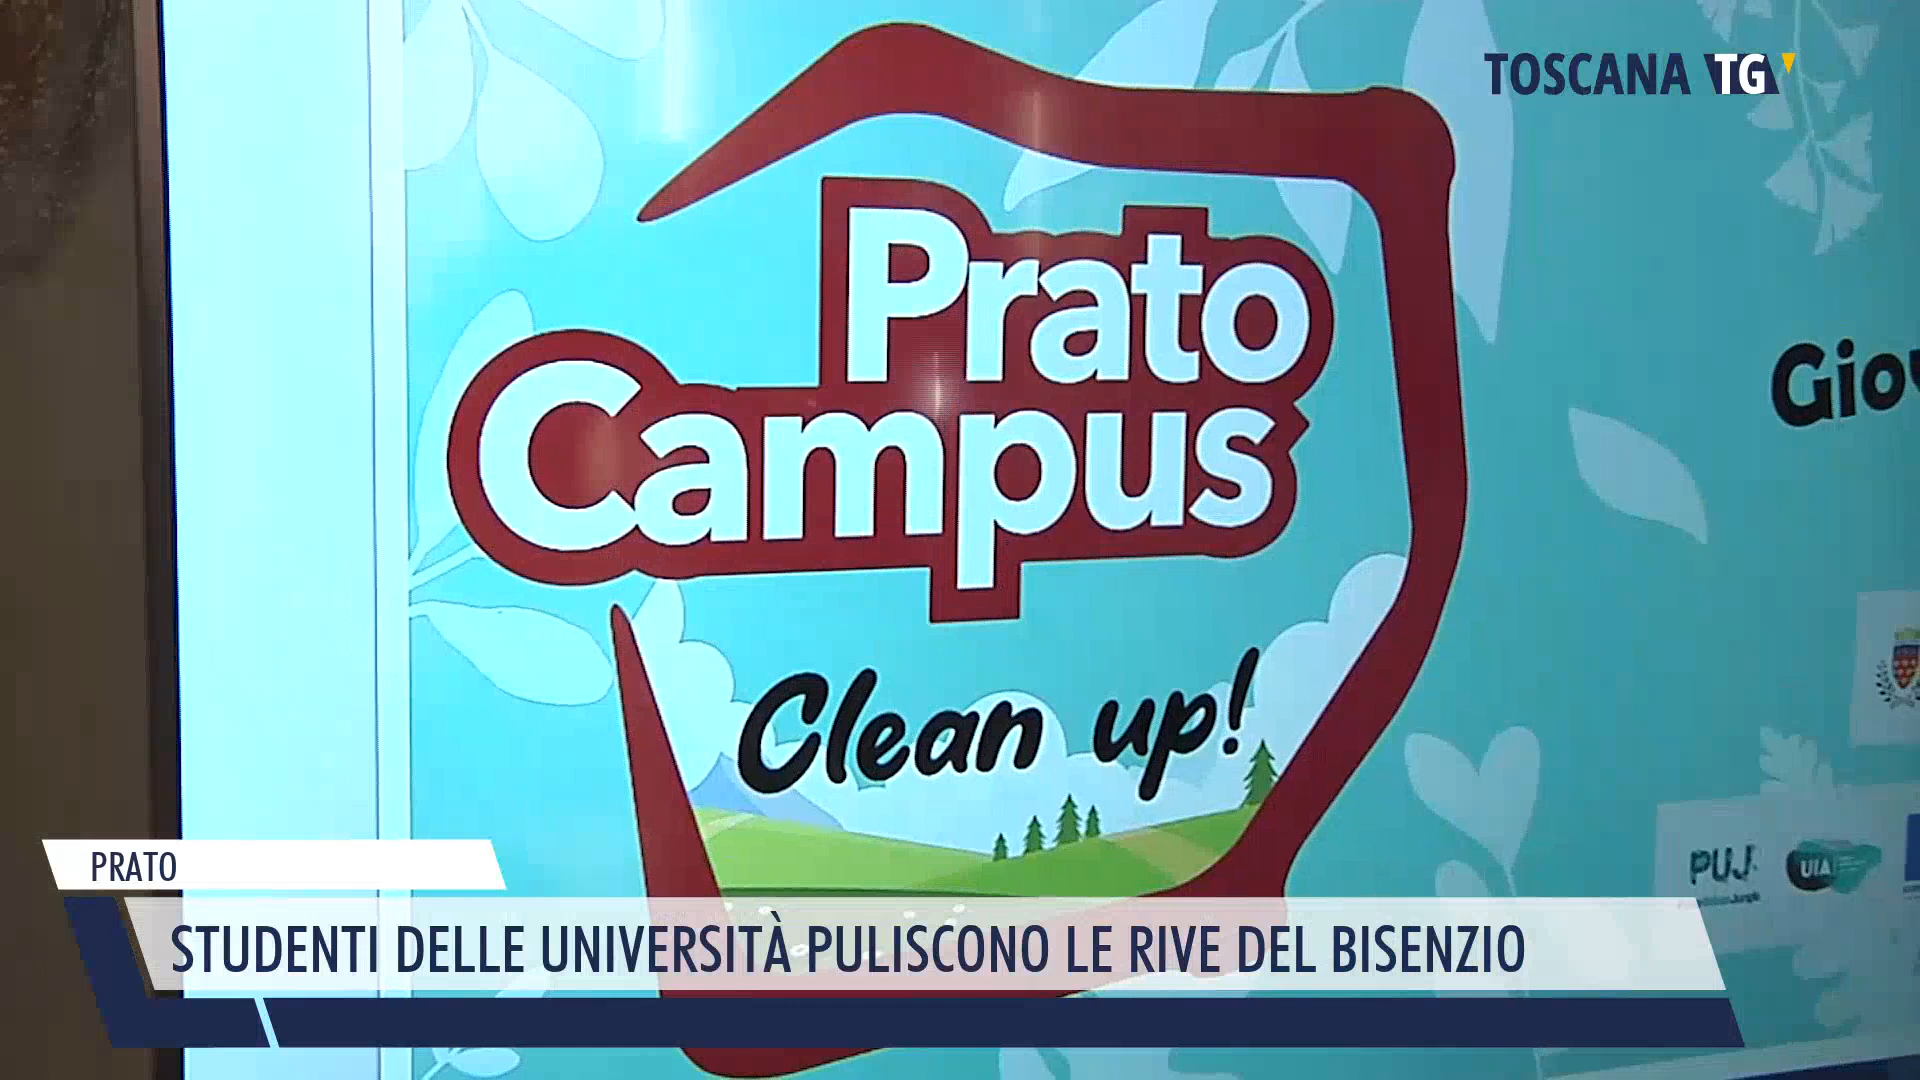 TOSCANA TG
Prato
Campus
Clean up!
PUJ
UIA
PRATO
STUDENTI DELLE UNIVERSITÀ PULISCONO LE RIVE DEL BISENZIO